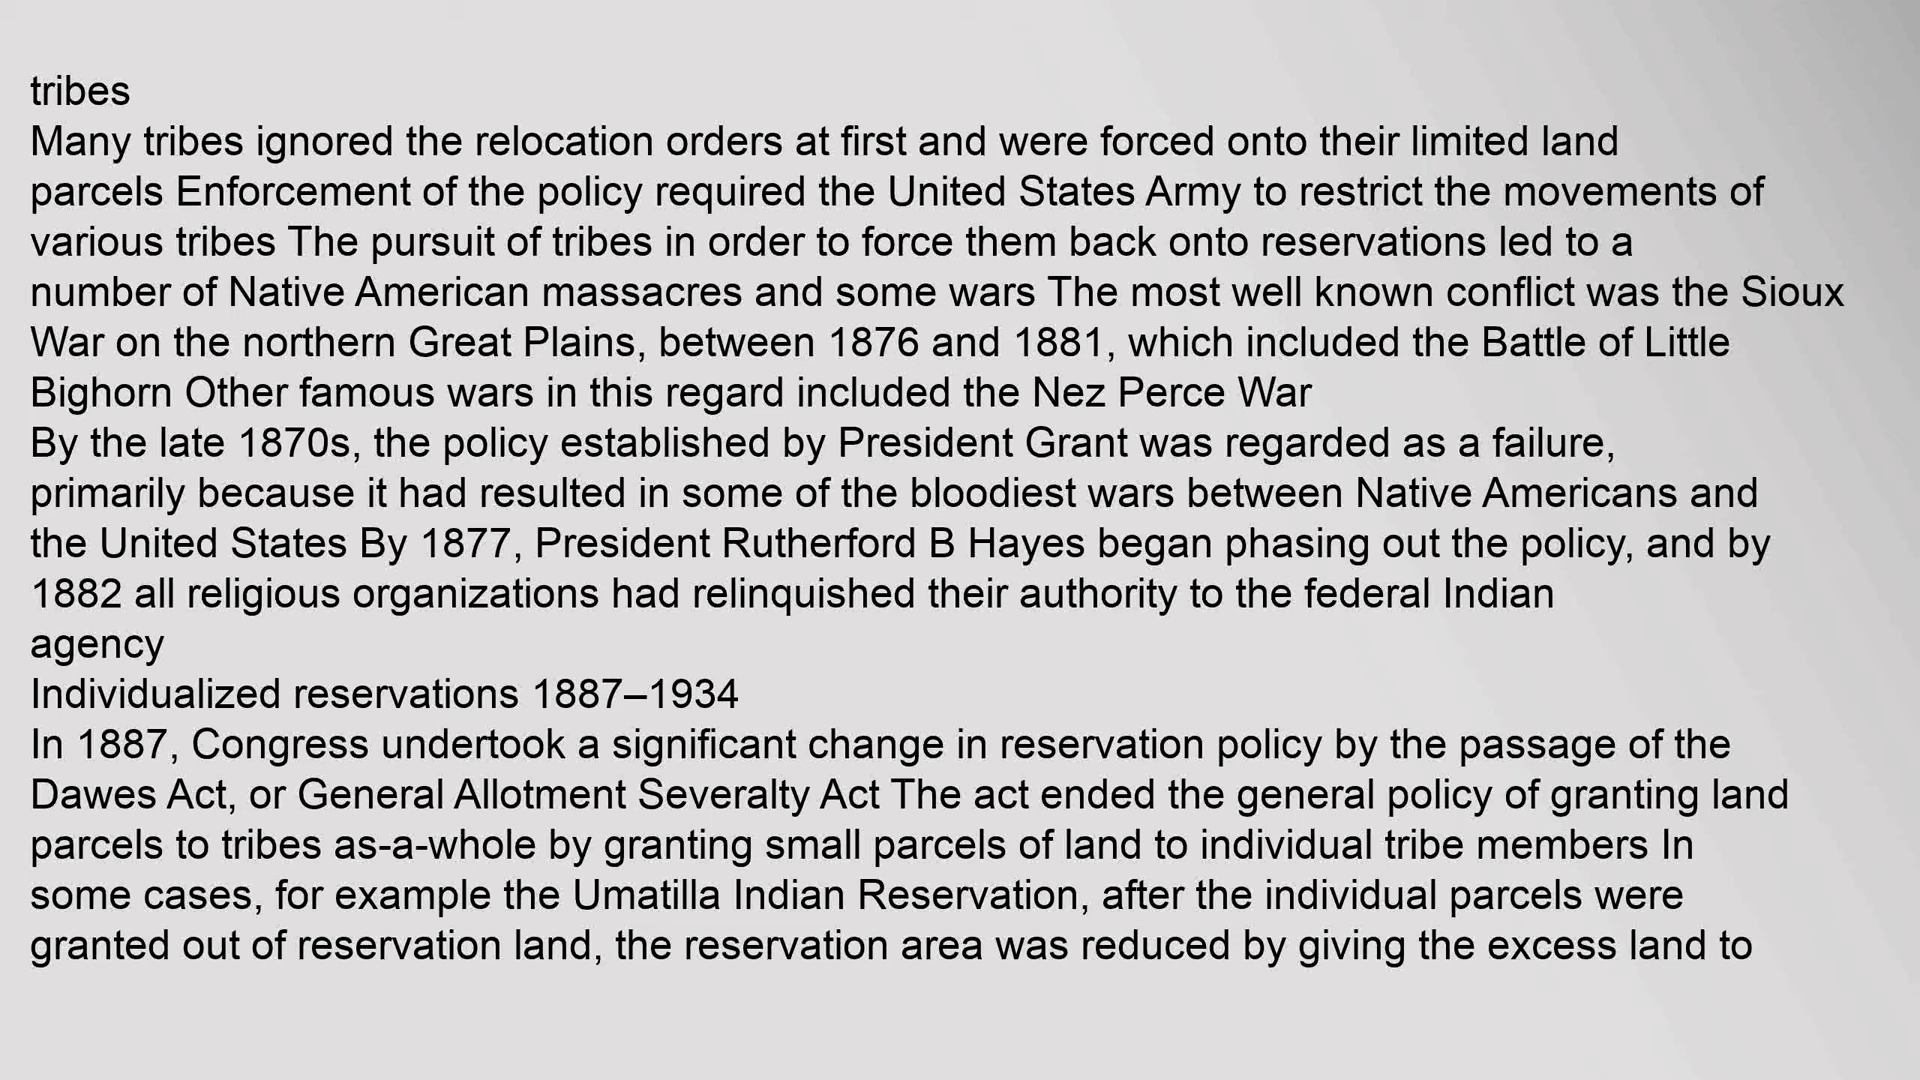 tribes
Many tribes ignored the relocation orders at first and were forced onto their limited land
parcels Enforcement of the policy required the United States Army to restrict the movements of
various tribes The pursuit of tribes in order to force them back onto reservations led to a
number of Native American massacres and some wars The most well known conflict was the Sioux
War on the northern Great Plains, between 1876 and 1881, which included the Battle of Little
Bighorn Other famous wars in this regard included the Nez Perce War
By the late 1870s, the policy established by President Grant was regarded as a failure,
primarily because it had resulted in some of the bloodiest wars between Native Americans and
the United States By 1877, President Rutherford B Hayes began phasing out the policy, and by
1882 all religious organizations had relinquished their authority to the federal Indian
agency
Individualized reservations 1887–1934
In 1887, Congress undertook a significant change in reservation policy by the passage of the
Dawes Act, or General Allotment Severalty Act The act ended the general policy of granting land
parcels to tribes as-a-whole by granting small parcels of land to individual tribe members In
some cases, for example the Umatilla Indian Reservation, after the individual parcels were
granted out of reservation land, the reservation area was reduced by giving the excess land to